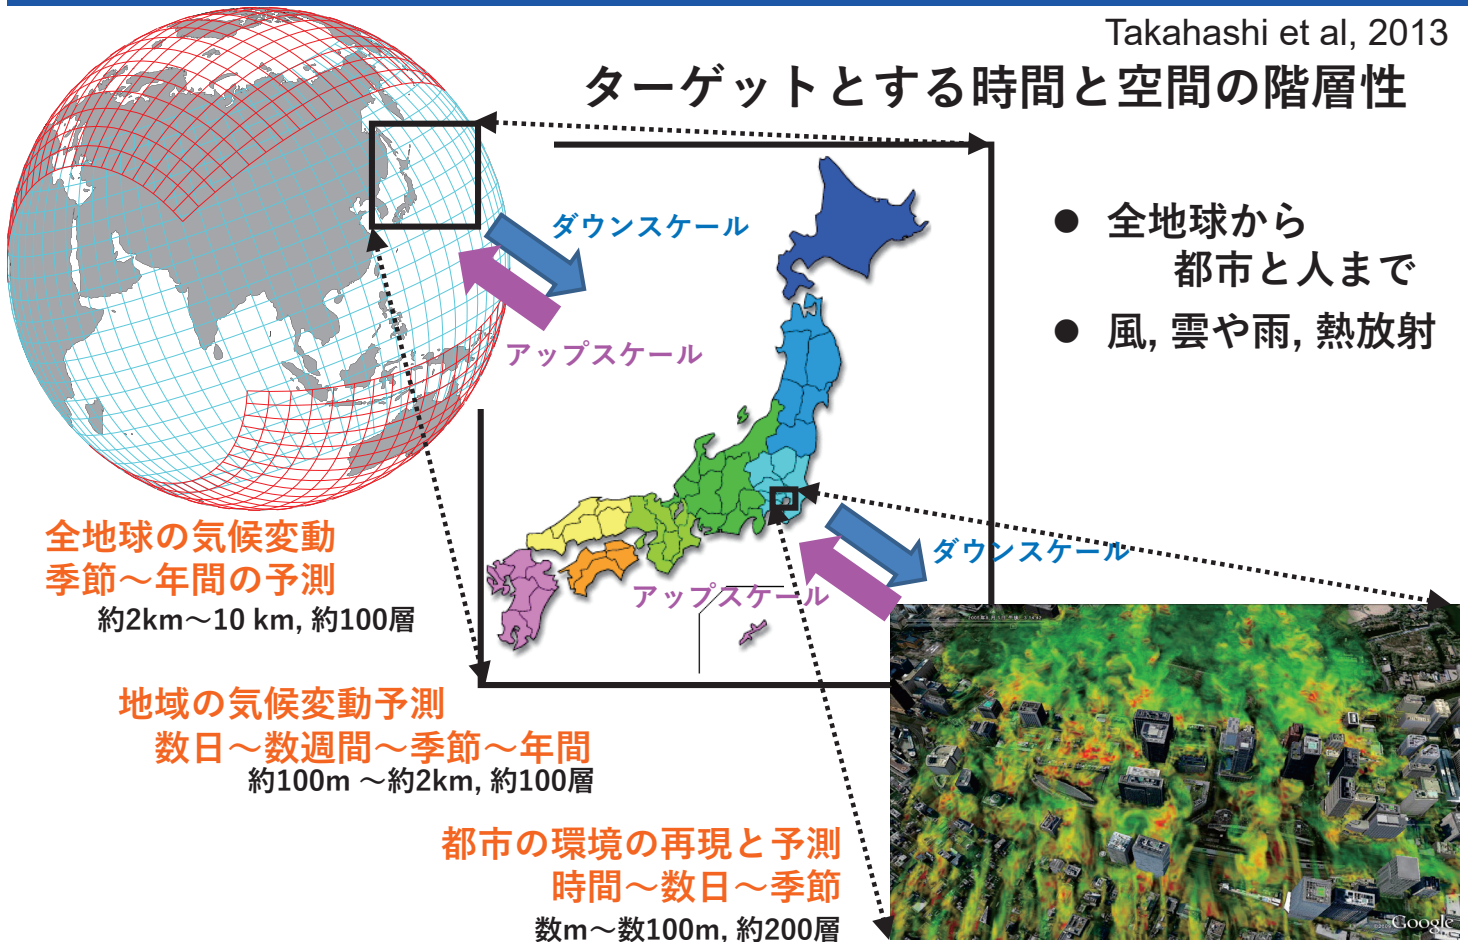 Takahashi et al, 2013
ターゲットとする時間と空間の階層性
ダウンスケール
アップスケール
● 全地球から
都市と人まで
● 風, 雲や雨, 熱放射
全地球の気候変動
季節～年間の予測
約2km～10 km, 約100層
ダウンスケール
アップスケール
地域の気候変動予測
数日～数週間～季節～年間
約100m ～約2km, 約100層
都市の環境の再現と予測
時間～数日～季節
数m～数100m, 約200層
Google